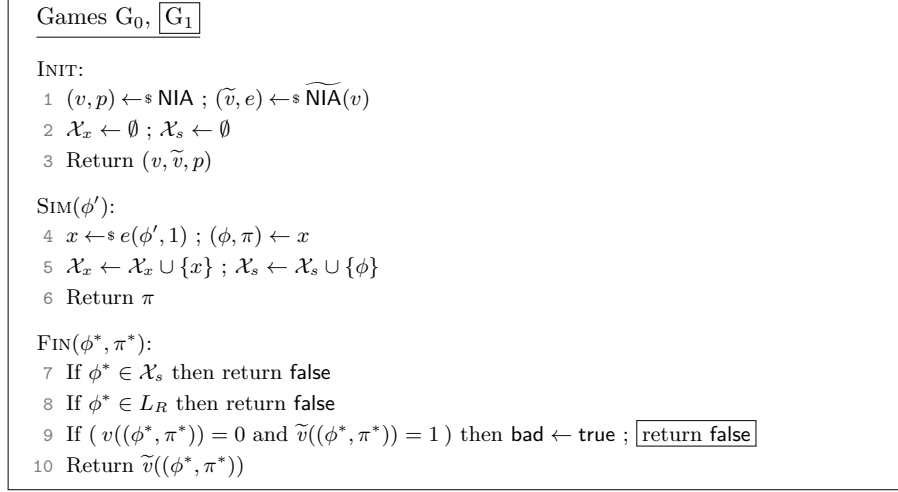 Games G₀, G₁
INIT:
1 (v, p) ←$ NIA ; (ṽ, e) ←$ ÑIA(v)
2 𝒳ₓ ← ∅ ; 𝒳ₛ ← ∅
3 Return (v, ṽ, p)
SIM(ϕ′):
4 x ←$ e(ϕ′, 1) ; (ϕ, π) ← x
5 𝒳ₓ ← 𝒳ₓ ∪ {x} ; 𝒳ₛ ← 𝒳ₛ ∪ {ϕ}
6 Return π
FIN(ϕ*, π*):
7 If ϕ* ∈ 𝒳ₛ then return false
8 If ϕ* ∈ L_R then return false
9 If ( v((ϕ*, π*)) = 0 and ṽ((ϕ*, π*)) = 1 ) then bad ← true ; return false
10 Return ṽ((ϕ*, π*))